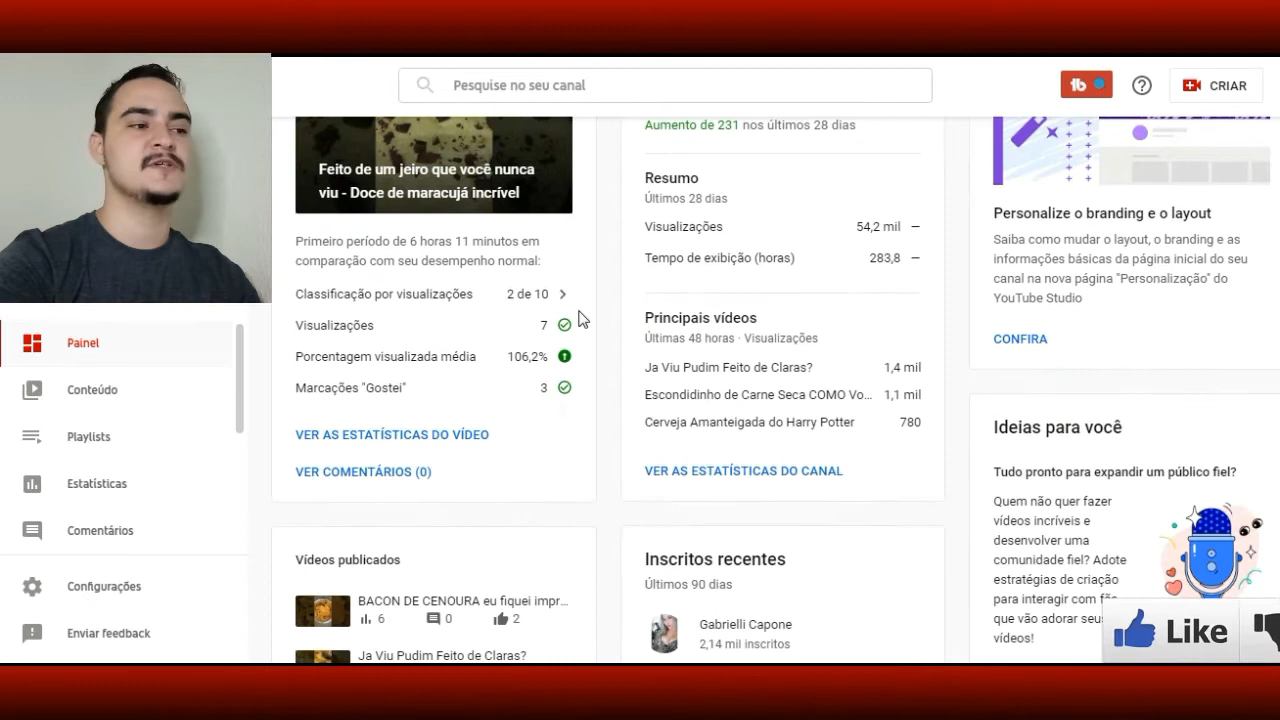 Pesquise no seu canal
CRIAR
Feito de um jeito que você nunca
viu - Doce de maracujá incrível
Primeiro período de 6 horas 11 minutos em
comparação com seu desempenho normal:
Classificação por visualizações 2 de 10
Visualizações 7
Porcentagem visualizada média 106,2%
Marcações "Gostei" 3
VER AS ESTATÍSTICAS DO VÍDEO
VER COMENTÁRIOS (0)
Vídeos publicados
BACON DE CENOURA eu fiquei impr...
6 0 2
Ja Viu Pudim Feito de Claras?
Aumento de 231 nos últimos 28 dias
Resumo
Últimos 28 dias
Visualizações 54,2 mil —
Tempo de exibição (horas) 283,8 —
Principais vídeos
Últimas 48 horas · Visualizações
Ja Viu Pudim Feito de Claras? 1,4 mil
Escondidinho de Carne Seca COMO Vo... 1,1 mil
Cerveja Amanteigada do Harry Potter 780
VER AS ESTATÍSTICAS DO CANAL
Inscritos recentes
Últimos 90 dias
Gabrielli Capone
2,14 mil inscritos
Personalize o branding e o layout
Saiba como mudar o layout, o branding e as
informações básicas da página inicial do seu
canal na nova página "Personalização" do
YouTube Studio
CONFIRA
Ideias para você
Tudo pronto para expandir um público fiel?
Quem não quer fazer
vídeos incríveis e
desenvolver uma
comunidade fiel? Adote
estratégias de criação
para interagir com fãs
que vão adorar seus
vídeos!
Like
Painel
Conteúdo
Playlists
Estatísticas
Comentários
Configurações
Enviar feedback